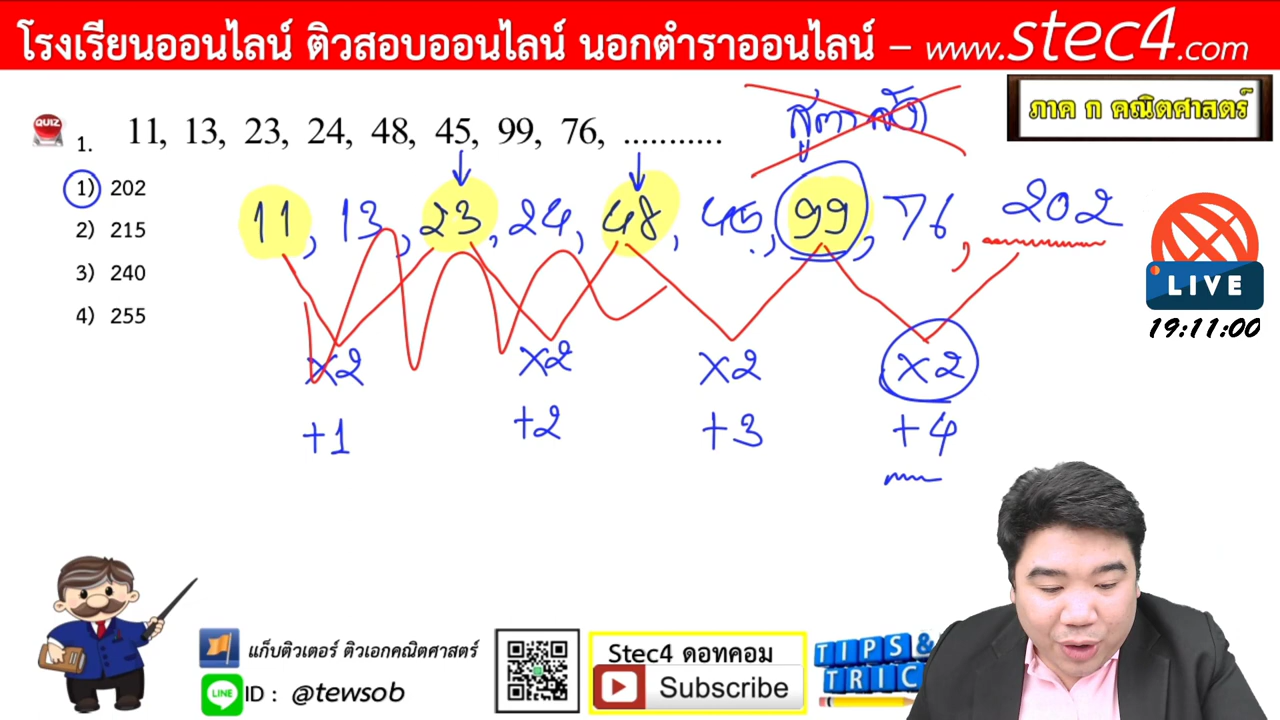 โรงเรียนออนไลน์ ติวสอบออนไลน์ นอกตำราออนไลน์ – www.stec4.com
ภาค ก คณิตศาสตร์
QUIZ
1. 11, 13, 23, 24, 48, 45, 99, 76, ...........
1) 202
2) 215
3) 240
4) 255
11, 13, 23, 24, 48, 45, 99, 76, 202
LIVE
19:11:00
x2 x2 x2 x2
+1 +2 +3 +4
แก็บติวเตอร์ ติวเอกคณิตศาสตร์
LINE ID : @tewsob
Stec4 ดอทคอม
Subscribe
TIPS &
TRIC